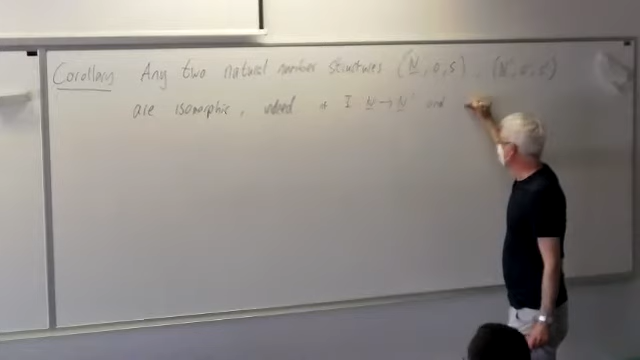 Corollary Any two natural number structures (N, 0, s), (N', 0, s')
are isomorphic, indeed N → N' and